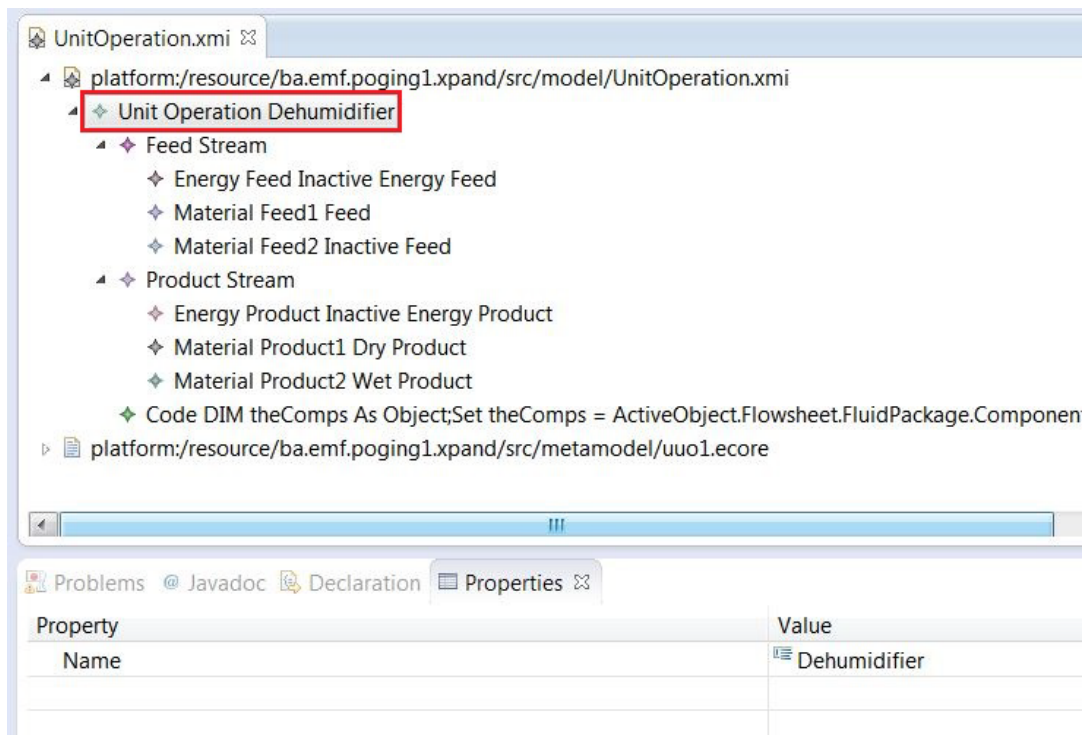 UnitOperation.xmi
platform:/resource/ba.emf.poging1.xpand/src/model/UnitOperation.xmi
Unit Operation Dehumidifier
Feed Stream
Energy Feed Inactive Energy Feed
Material Feed1 Feed
Material Feed2 Inactive Feed
Product Stream
Energy Product Inactive Energy Product
Material Product1 Dry Product
Material Product2 Wet Product
Code DIM theComps As Object;Set theComps = ActiveObject.Flowsheet.FluidPackage.Component
platform:/resource/ba.emf.poging1.xpand/src/metamodel/uuo1.ecore
Problems @ Javadoc Declaration Properties
Property Value
Name Dehumidifier